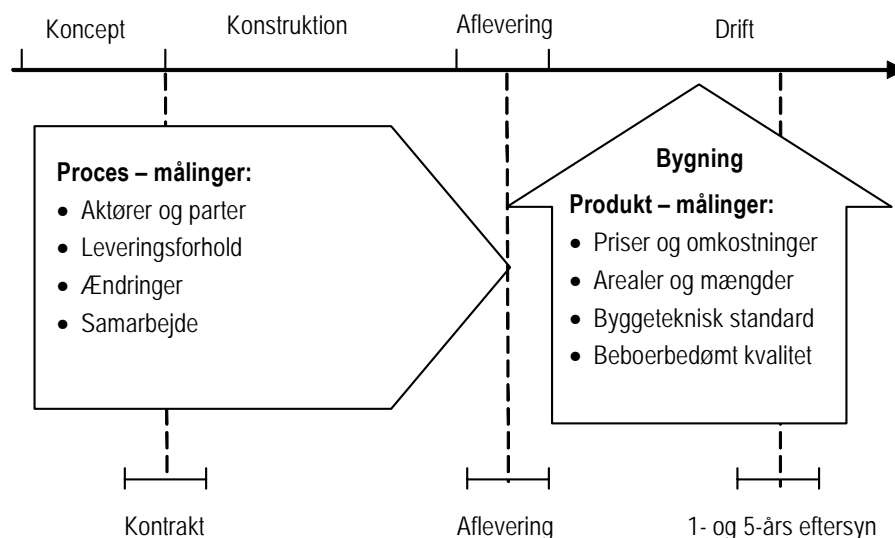 Koncept
Konstruktion
Aflevering
Drift
Proces – målinger:
• Aktører og parter
• Leveringsforhold
• Ændringer
• Samarbejde
Bygning
Produkt – målinger:
• Priser og omkostninger
• Arealer og mængder
• Byggeteknisk standard
• Beboerbedømt kvalitet
Kontrakt
Aflevering
1- og 5-års eftersyn